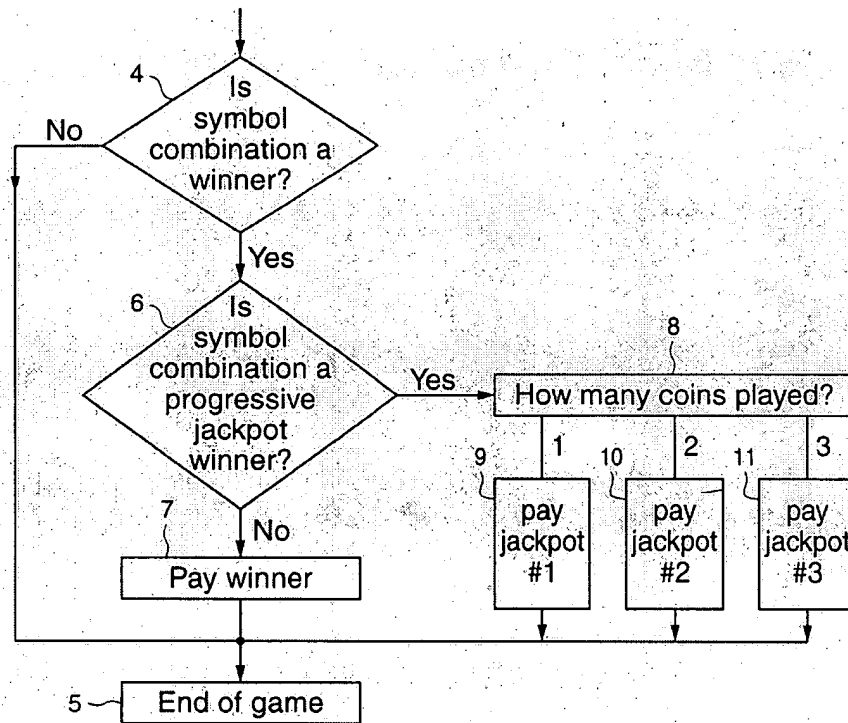 4
Is
symbol
combination a
winner?
No
Yes
6
Is
symbol
combination a
progressive
jackpot
winner?
Yes
8
How many coins played?
1
2
3
9
10
11
pay
jackpot
#1
pay
jackpot
#2
pay
jackpot
#3
No
7
Pay winner
5
End of game